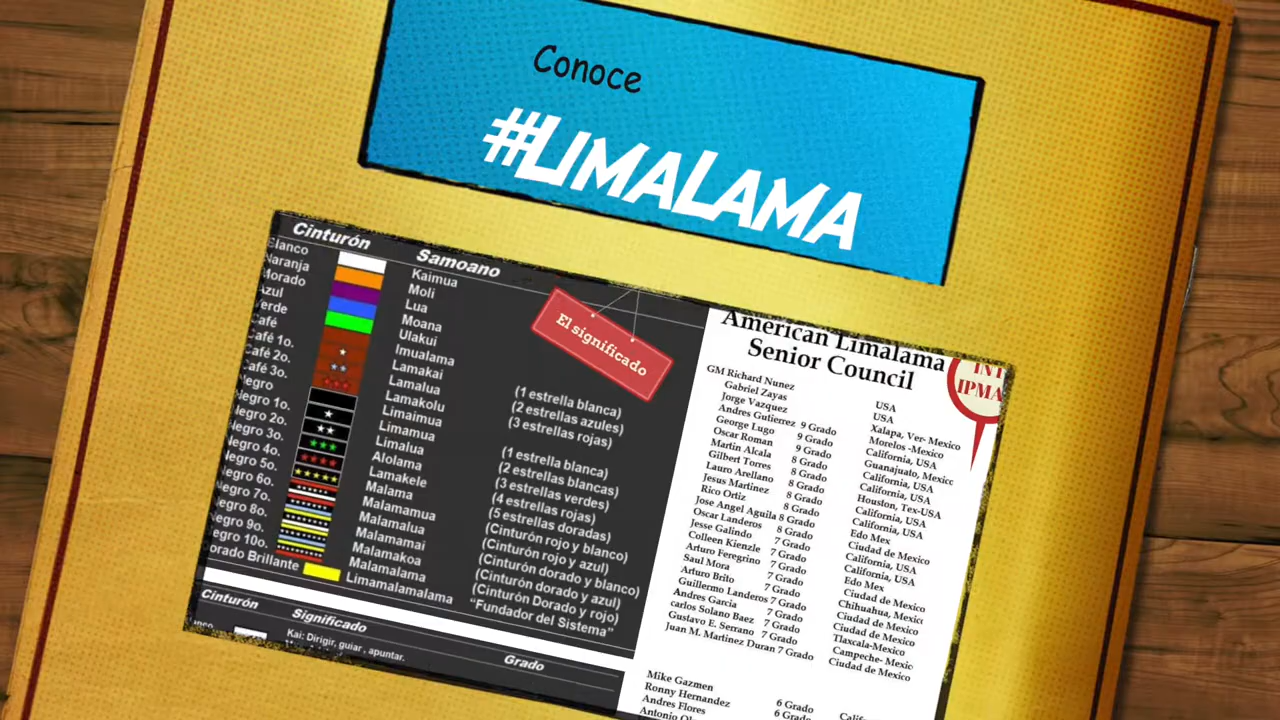 Conoce
#LIMALAMA
Cinturón
Blanco
Naranja
Morado
Azul
Verde
Café
Café 1o.
Café 2o.
Café 3o.
Negro
Negro 1o.
Negro 2o.
Negro 3o.
Negro 4o.
Negro 5o.
Negro 6o.
Negro 7o.
Negro 8o.
Negro 9o.
Negro 10o.
Dorado Brillante
Samoano
Kaimua
Moli
Lua
Moana
Ulakui
Imualama
Lamakai
Lamalua
Lamakolu
Limaimua
Limamua
Limalua
Alolama
Lamakele
Malama
Malamamua
Malamalua
Malamamai
Malamakoa
Malamalama
Limamalamalama
El significado
(1 estrella blanca)
(2 estrellas azules)
(3 estrellas rojas)
(1 estrella blanca)
(2 estrellas blancas)
(3 estrellas verdes)
(4 estrellas rojas)
(5 estrellas doradas)
(Cinturón rojo y blanco)
(Cinturón rojo y azul)
(Cinturón dorado y blanco)
(Cinturón dorado y azul)
(Cinturón Dorado y rojo)
"Fundador del Sistema"
Cinturón Significado Grado
Kai: Dirigir, guiar , apuntar.
American Limalama
Senior Council
INT
IPMA
GM Richard Nunez
Gabriel Zayas
Jorge Vazquez
Andres Gutierrez
George Lugo
Oscar Roman
Martin Alcala
Gilbert Torres
Lauro Arellano
Jesus Martinez
Rico Ortiz
Jose Angel Aguila
Oscar Landeros
Jesse Galindo
Colleen Kienzle
Arturo Feregrino
Saul Mora
Arturo Brito
Guillermo Landeros
Andres Garcia
carlos Solano Baez
Gustavo E. Serrano
Juan M. Martinez Duran
9 Grado
9 Grado
9 Grado
8 Grado
8 Grado
8 Grado
8 Grado
8 Grado
7 Grado
7 Grado
7 Grado
7 Grado
7 Grado
7 Grado
7 Grado
7 Grado
USA
USA
Xalapa, Ver- Mexico
Morelos -Mexico
California, USA
Guanajuato, Mexico
California, USA
California, USA
Houston, Tex-USA
California, USA
California, USA
Edo Mex
Ciudad de Mexico
California, USA
California, USA
Edo Mex
Ciudad de Mexico
Chihuahua, Mexico
Ciudad de Mexico
Ciudad de Mexico
Tlaxcala-Mexico
Campeche- Mexic
Ciudad de Mexico
Mike Gazmen 6 Grado
Ronny Hernandez 6 Grado
Andres Flores
Antonio